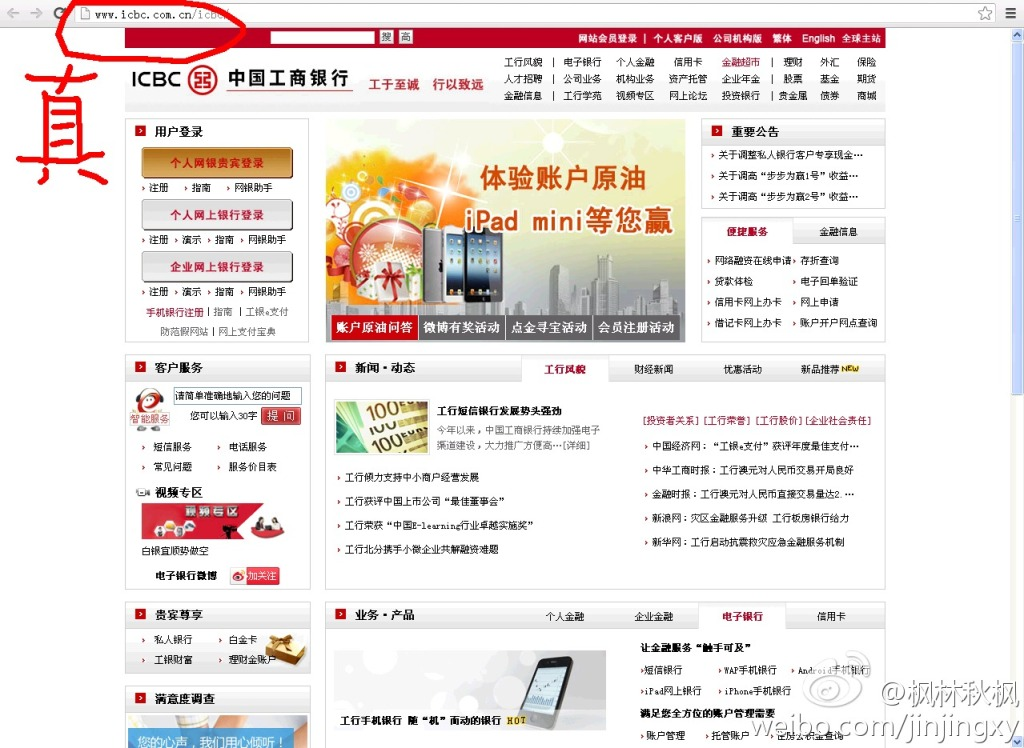 www.icbc.com.cn/icbc/
真
搜 高
网站会员登录 | 个人客户版 公司机构版 繁体 English 全球主站
ICBC 中国工商银行 工于至诚 行以致远
工行风貌 | 电子银行 个人金融 信用卡 金融超市 | 理财 外汇 保险
人才招聘 | 公司业务 机构业务 资产托管 企业年金 | 股票 基金 期货
金融信息 | 工行学苑 视频专区 网上论坛 投资银行 | 贵金属 债券 商城
用户登录
个人网银贵宾登录
注册 指南 网银助手
个人网上银行登录
注册 演示 指南 网银助手
企业网上银行登录
注册 演示 指南 网银助手
手机银行注册 | 指南 | 工银e支付
防范假网站 | 网上支付宝典
体验账户原油
iPad mini等您赢
账户原油问答 微博有奖活动 点金寻宝活动 会员注册活动
重要公告
关于调整私人银行客户专享现金…
关于调高“步步为赢1号”收益…
关于调高“步步为赢2号”收益…
便捷服务 金融信息
网络融资在线申请 存折查询
贷款体检 电子回单验证
信用卡网上办卡 网上申请
借记卡网上办卡 账户开户网点查询
客户服务
智能服务
请简单准确地输入您的问题
您可以输入30字 提 问
短信服务 电话服务
常见问题 服务价目表
视频专区
视频专区
白银宜顺势做空
电子银行微博 加关注
新闻·动态 工行风貌 财经新闻 优惠活动 新品推荐 NEW
工行短信银行发展势头强劲
今年以来，中国工商银行持续加强电子
渠道建设，大力推广方便高…[详细]
工行倾力支持中小商户经营发展
工行获评中国上市公司“最佳董事会”
工行荣获“中国E-learning行业卓越实施奖”
工行北分携手小微企业共解融资难题
[投资者关系] [工行荣誉] [工行股价] [企业社会责任]
中国经济网：“工银e支付”获评年度最佳支付…
中华工商时报：工行澳元对人民币交易开局良好
金融时报：工行澳元对人民币直接交易量达2.…
新浪网：灾区金融服务升级 工行板房银行给力
新华网：工行启动抗震救灾应急金融服务机制
贵宾尊享
私人银行 白金卡
工银财富 理财金账户
满意度调查
您的心声，我们用心倾听！
业务·产品 个人金融 企业金融 电子银行 信用卡
工行手机银行 随“机”而动的银行 HOT
让金融服务“触手可及”
短信银行 WAP手机银行 Android手机银行
iPad网上银行 iPhone手机银行
满足您全方位的账户管理需要
账户管理 托管账户 住房公积金查询
@枫林秋枫
weibo.com/jinjingxy